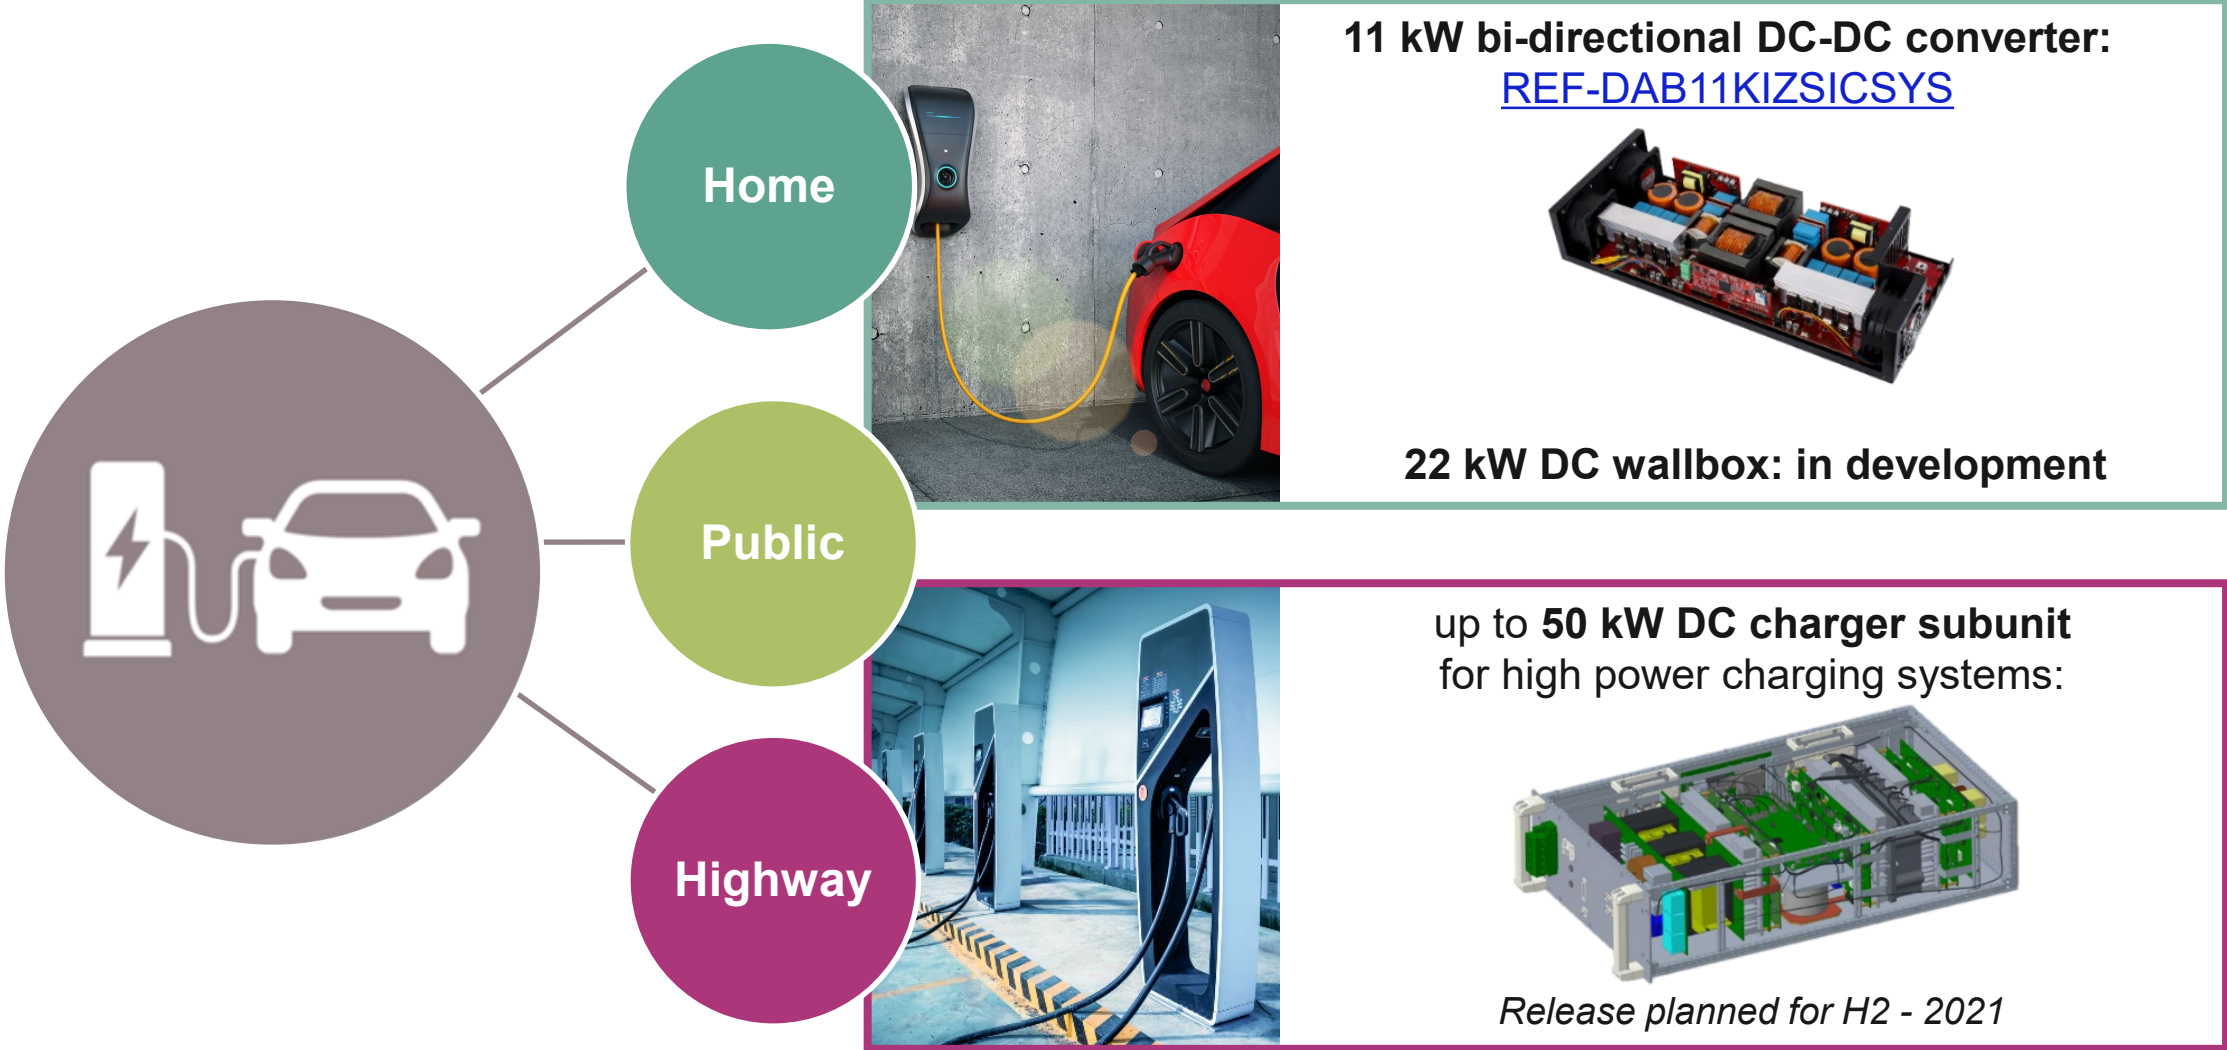 Home
Public
Highway
11 kW bi-directional DC-DC converter:
REF-DAB11KIZSICSYS
22 kW DC wallbox: in development
up to 50 kW DC charger subunit
for high power charging systems:
Release planned for H2 - 2021